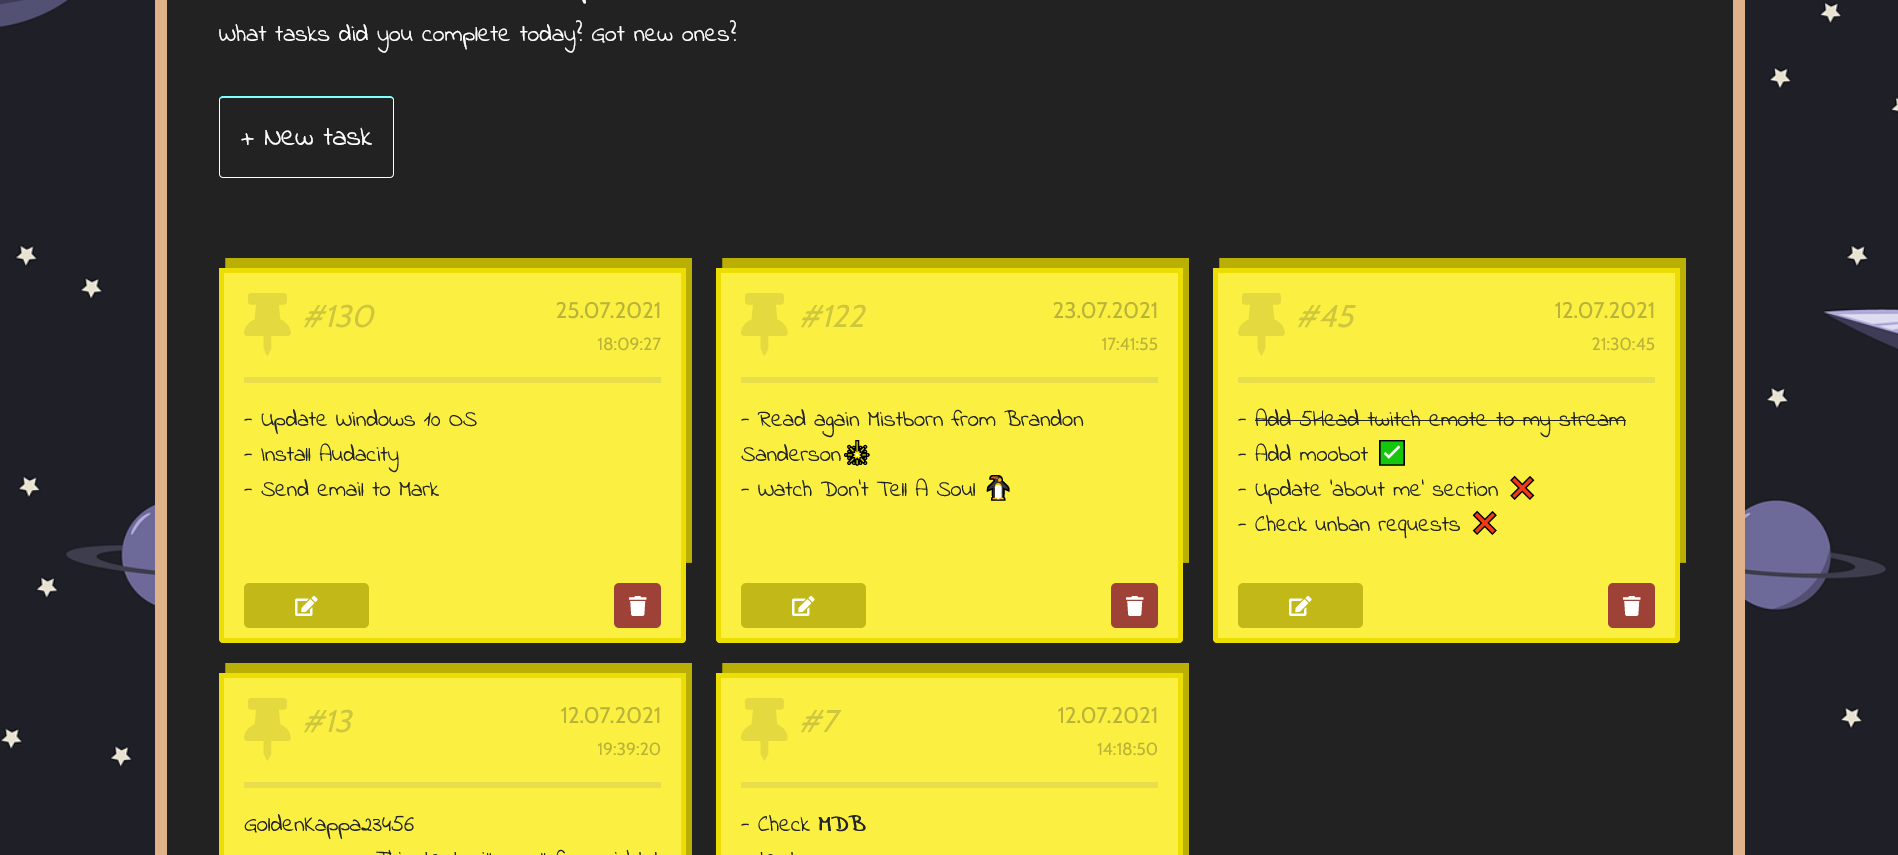 What tasks did you complete today? Got new ones?
+ New task
#130
25.07.2021
18:09:27
- Update Windows 10 OS
- Install Audacity
- Send email to Mark
#122
23.07.2021
17:41:55
- Read again Mistborn from Brandon
Sanderson
- Watch Don't Tell A Soul
#45
12.07.2021
21:30:45
- Add 5Head twitch emote to my stream
- Add moobot
- Update 'about me' section
- Check unban requests
#13
12.07.2021
19:39:20
GoldenKappa23456
#7
12.07.2021
14:18:50
- Check MDB